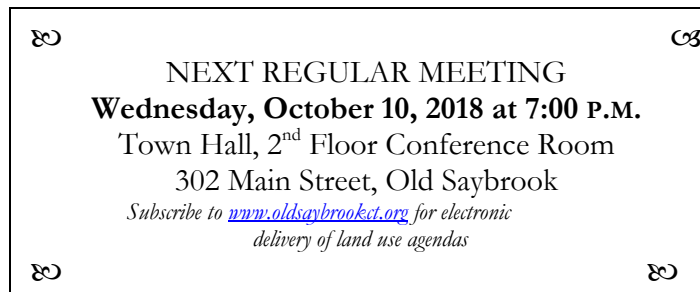 NEXT REGULAR MEETING
Wednesday, October 10, 2018 at 7:00 P.M.
Town Hall, 2nd Floor Conference Room
302 Main Street, Old Saybrook
Subscribe to www.oldsaybrookct.org for electronic
delivery of land use agendas